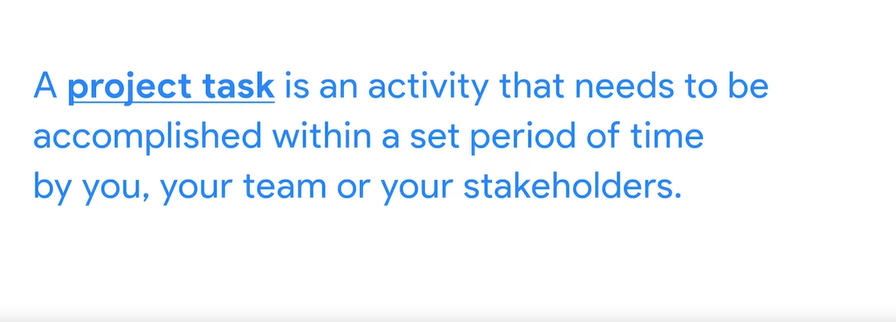 A project task is an activity that needs to be
accomplished within a set period of time
by you, your team or your stakeholders.